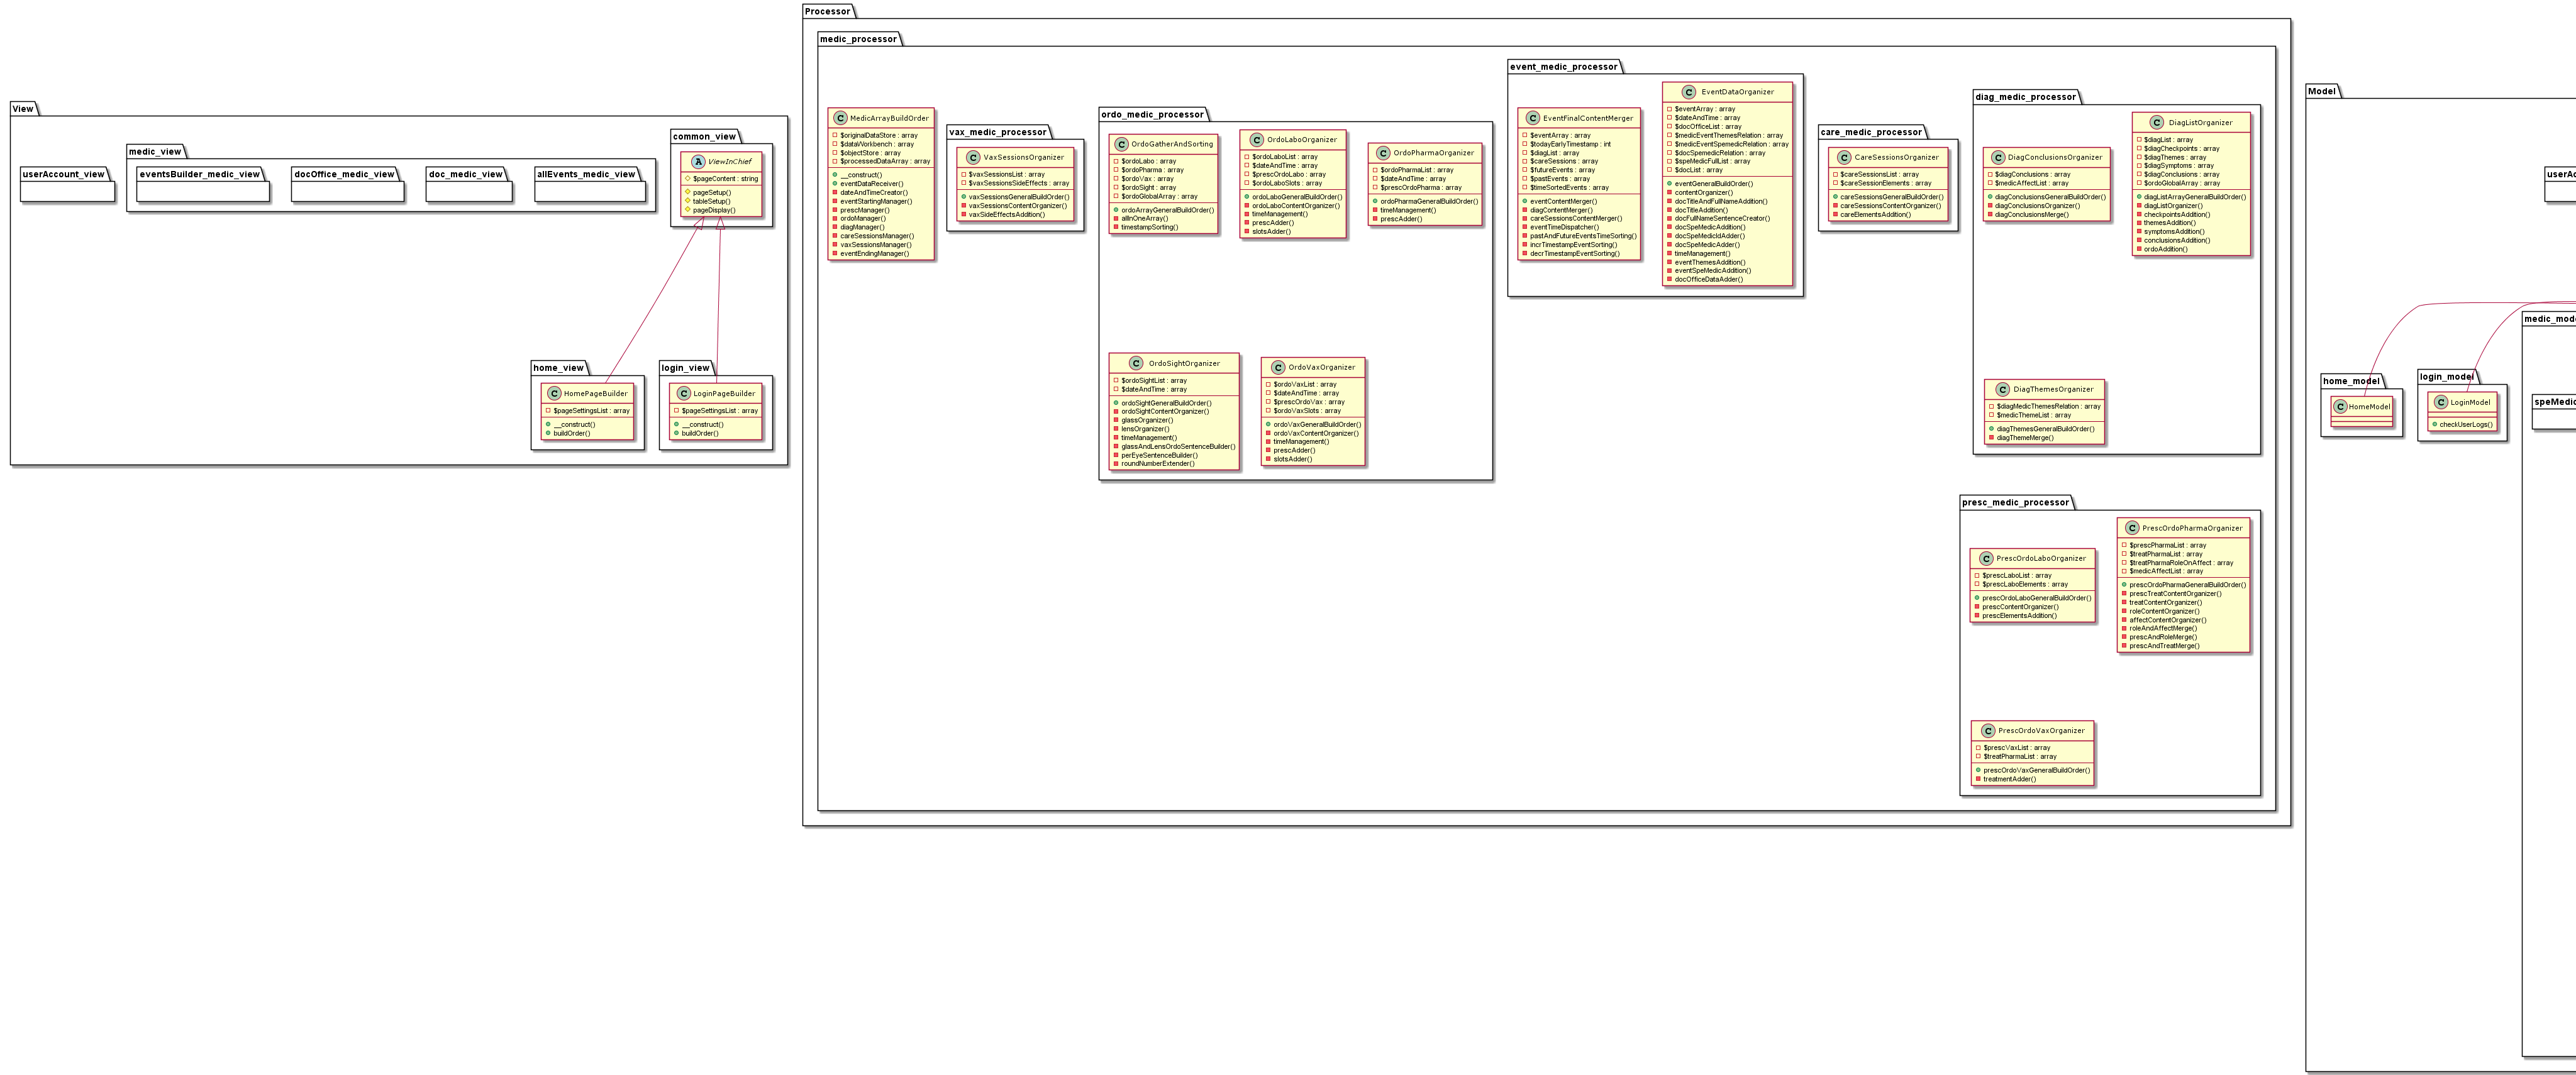 View
userAccount_view
medic_view
eventsBuilder_medic_view
docOffice_medic_view
doc_medic_view
allEvents_medic_view
common_view
ViewInChief
$pageContent : string
pageSetup()
tableSetup()
pageDisplay()
home_view
HomePageBuilder
$pageSettingsList : array
__construct()
buildOrder()
login_view
LoginPageBuilder
$pageSettingsList : array
__construct()
buildOrder()
Processor
medic_processor
MedicArrayBuildOrder
$originalDataStore : array
$dataWorkbench : array
$objectStore : array
$processedDataArray : array
__construct()
eventDataReceiver()
dateAndTimeCreator()
eventStartingManager()
prescManager()
ordoManager()
diagManager()
careSessionsManager()
vaxSessionsManager()
eventEndingManager()
vax_medic_processor
VaxSessionsOrganizer
$vaxSessionsList : array
$vaxSessionsSideEffects : array
vaxSessionsGeneralBuildOrder()
vaxSessionsContentOrganizer()
vaxSideEffectsAddition()
ordo_medic_processor
OrdoGatherAndSorting
$ordoLabo : array
$ordoPharma : array
$ordoVax : array
$ordoSight : array
$ordoGlobalArray : array
ordoArrayGeneralBuildOrder()
allInOneArray()
timestampSorting()
OrdoLaboOrganizer
$ordoLaboList : array
$dateAndTime : array
$prescOrdoLabo : array
$ordoLaboSlots : array
ordoLaboGeneralBuildOrder()
ordoLaboContentOrganizer()
timeManagement()
prescAdder()
slotsAdder()
OrdoPharmaOrganizer
$ordoPharmaList : array
$dateAndTime : array
$prescOrdoPharma : array
ordoPharmaGeneralBuildOrder()
timeManagement()
prescAdder()
OrdoSightOrganizer
$ordoSightList : array
$dateAndTime : array
ordoSightGeneralBuildOrder()
ordoSightContentOrganizer()
glassOrganizer()
lensOrganizer()
timeManagement()
glassAndLensOrdoSentenceBuilder()
perEyeSentenceBuilder()
roundNumberExtender()
OrdoVaxOrganizer
$ordoVaxList : array
$dateAndTime : array
$prescOrdoVax : array
$ordoVaxSlots : array
ordoVaxGeneralBuildOrder()
ordoVaxContentOrganizer()
timeManagement()
prescAdder()
slotsAdder()
event_medic_processor
EventFinalContentMerger
$eventArray : array
$todayEarlyTimestamp : int
$diagList : array
$careSessions : array
$futureEvents : array
$pastEvents : array
$timeSortedEvents : array
eventContentMerger()
diagContentMerger()
careSessionsContentMerger()
eventTimeDispatcher()
pastAndFutureEventsTimeSorting()
incrTimestampEventSorting()
decrTimestampEventSorting()
EventDataOrganizer
$eventArray : array
$dateAndTime : array
$docOfficeList : array
$medicEventThemesRelation : array
$medicEventSpemedicRelation : array
$docSpemedicRelation : array
$speMedicFullList : array
$docList : array
eventGeneralBuildOrder()
contentOrganizer()
docTitleAndFullNameAddition()
docTitleAddition()
docFullNameSentenceCreator()
docSpeMedicAddition()
docSpeMedicIdAdder()
docSpeMedicAdder()
timeManagement()
eventThemesAddition()
eventSpeMedicAddition()
docOfficeDataAdder()
care_medic_processor
CareSessionsOrganizer
$careSessionsList : array
$careSessionElements : array
careSessionsGeneralBuildOrder()
careSessionsContentOrganizer()
careElementsAddition()
diag_medic_processor
DiagConclusionsOrganizer
$diagConclusions : array
$medicAffectList : array
diagConclusionsGeneralBuildOrder()
diagConclusionsOrganizer()
diagConclusionsMerge()
DiagListOrganizer
$diagList : array
$diagCheckpoints : array
$diagThemes : array
$diagSymptoms : array
$diagConclusions : array
$ordoGlobalArray : array
diagListArrayGeneralBuildOrder()
diagListOrganizer()
checkpointsAddition()
themesAddition()
symptomsAddition()
conclusionsAddition()
ordoAddition()
DiagThemesOrganizer
$diagMedicThemesRelation : array
$medicThemeList : array
diagThemesGeneralBuildOrder()
diagThemeMerge()
presc_medic_processor
PrescOrdoLaboOrganizer
$prescLaboList : array
$prescLaboElements : array
prescOrdoLaboGeneralBuildOrder()
prescContentOrganizer()
prescElementsAddition()
PrescOrdoPharmaOrganizer
$prescPharmaList : array
$treatPharmaList : array
$treatPharmaRoleOnAffect : array
$medicAffectList : array
prescOrdoPharmaGeneralBuildOrder()
prescTreatContentOrganizer()
treatContentOrganizer()
roleContentOrganizer()
affectContentOrganizer()
roleAndAffectMerge()
prescAndRoleMerge()
prescAndTreatMerge()
PrescOrdoVaxOrganizer
$prescVaxList : array
$treatPharmaList : array
prescOrdoVaxGeneralBuildOrder()
treatmentAdder()
Model
userAc
home_model
HomeModel
login_model
LoginModel
checkUserLogs()
medic_mode
speMedic